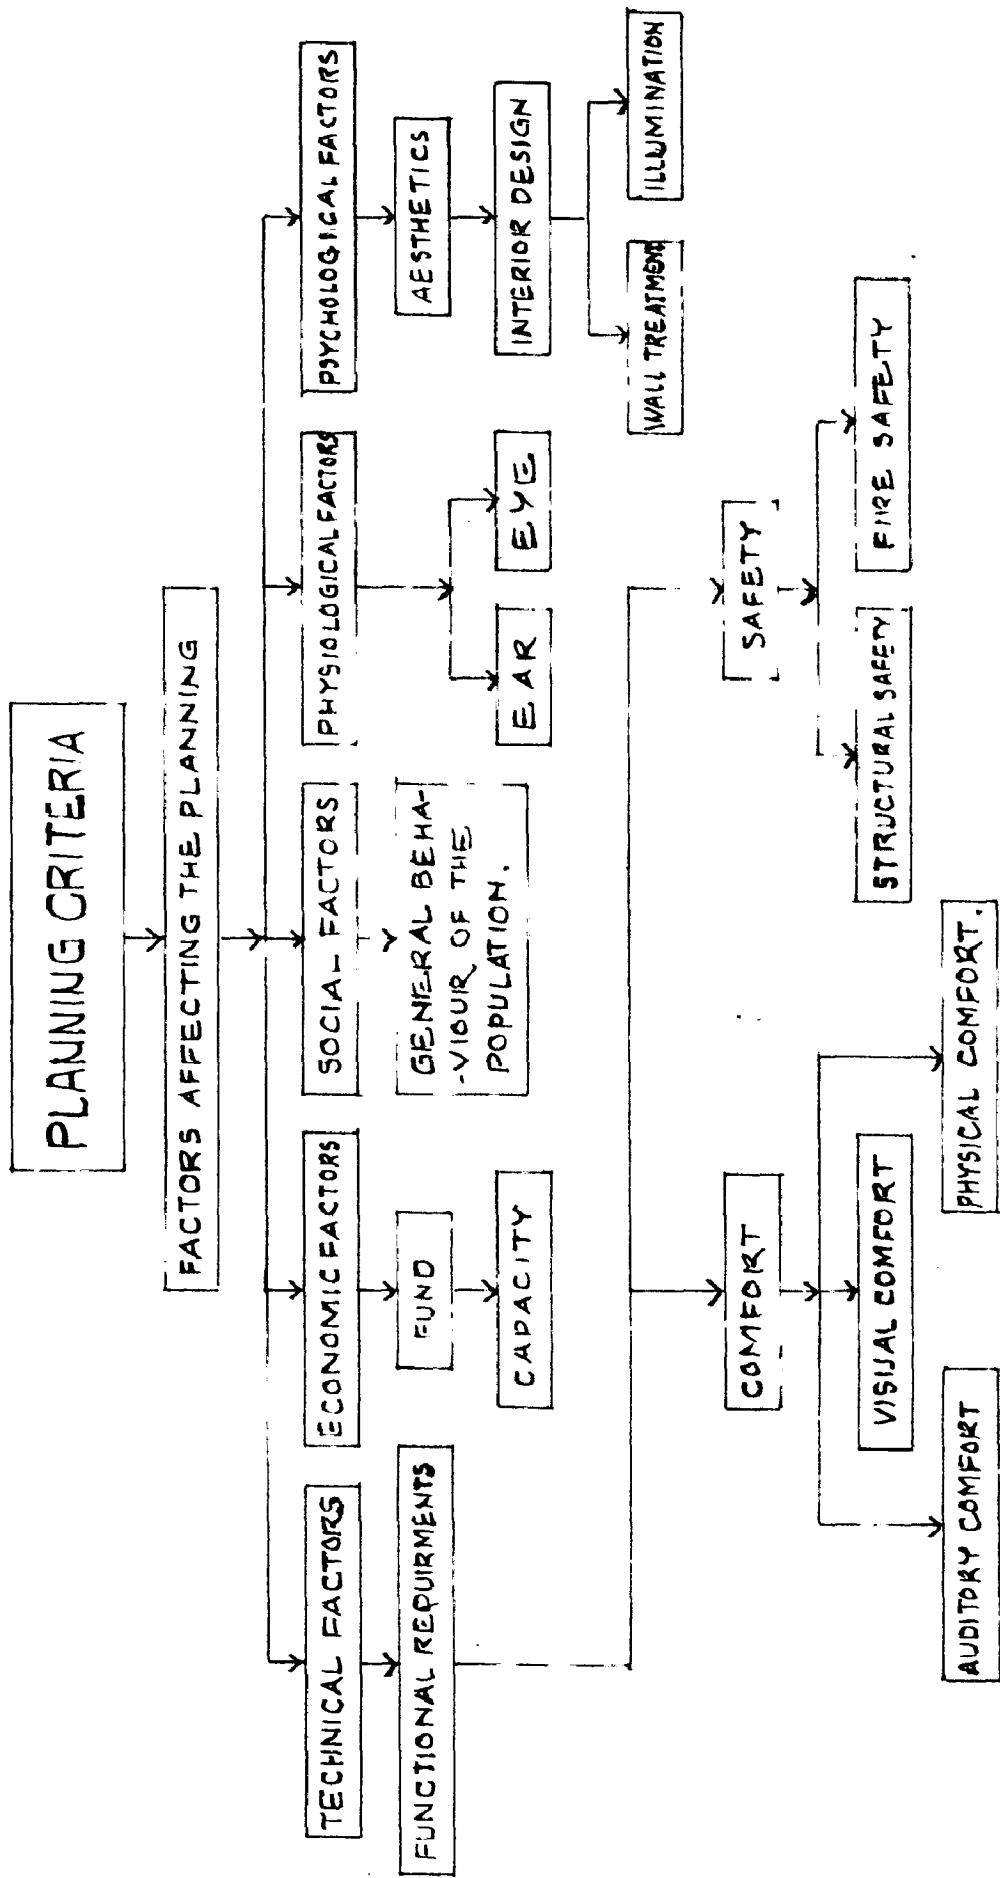 PLANNING CRITERIA
FACTORS AFFECTING THE PLANNING
TECHNICAL FACTORS
ECONOMIC FACTORS
SOCIAL FACTORS
PHYSIOLOGICAL FACTORS
PSYCHOLOGICAL FACTORS
FUNCTIONAL REQUIRMENTS
FUND
GENERAL BEHA-
-VIOUR OF THE
POPULATION.
AESTHETICS
CAPACITY
EAR
EYE
INTERIOR DESIGN
WALL TREATMENT
ILLUMINATION
COMFORT
SAFETY
VISUAL COMFORT
STRUCTURAL SAFETY
FIRE SAFETY
AUDITORY COMFORT
PHYSICAL COMFORT.